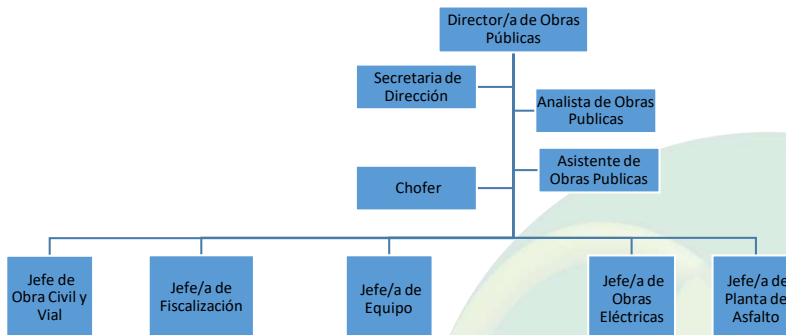 Director/a de Obras
Públicas
Secretaria de
Dirección
Analista de Obras
Publicas
Asistente de
Obras Publicas
Chofer
Jefe de
Obra Civil y
Vial
Jefe/a de
Fiscalización
Jefe/a de
Equipo
Jefe/a de
Obras
Eléctricas
Jefe/a de
Planta de
Asfalto